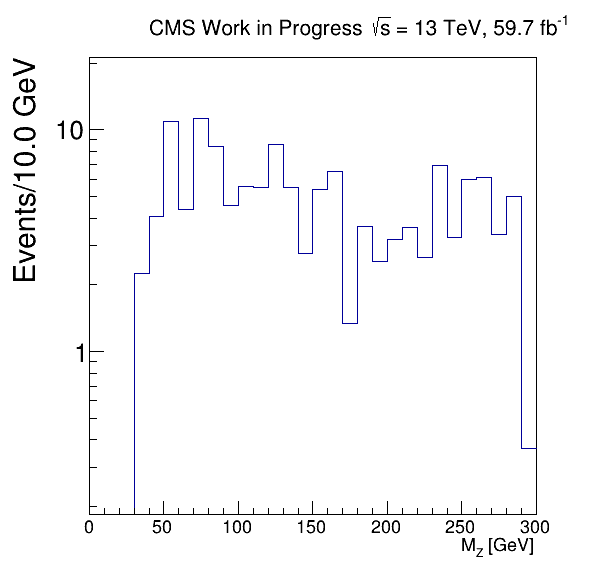 CMS Work in Progress √s = 13 TeV, 59.7 fb⁻¹
Events/10.0 GeV
10
1
0 50 100 150 200 250 300
M_Z [GeV]